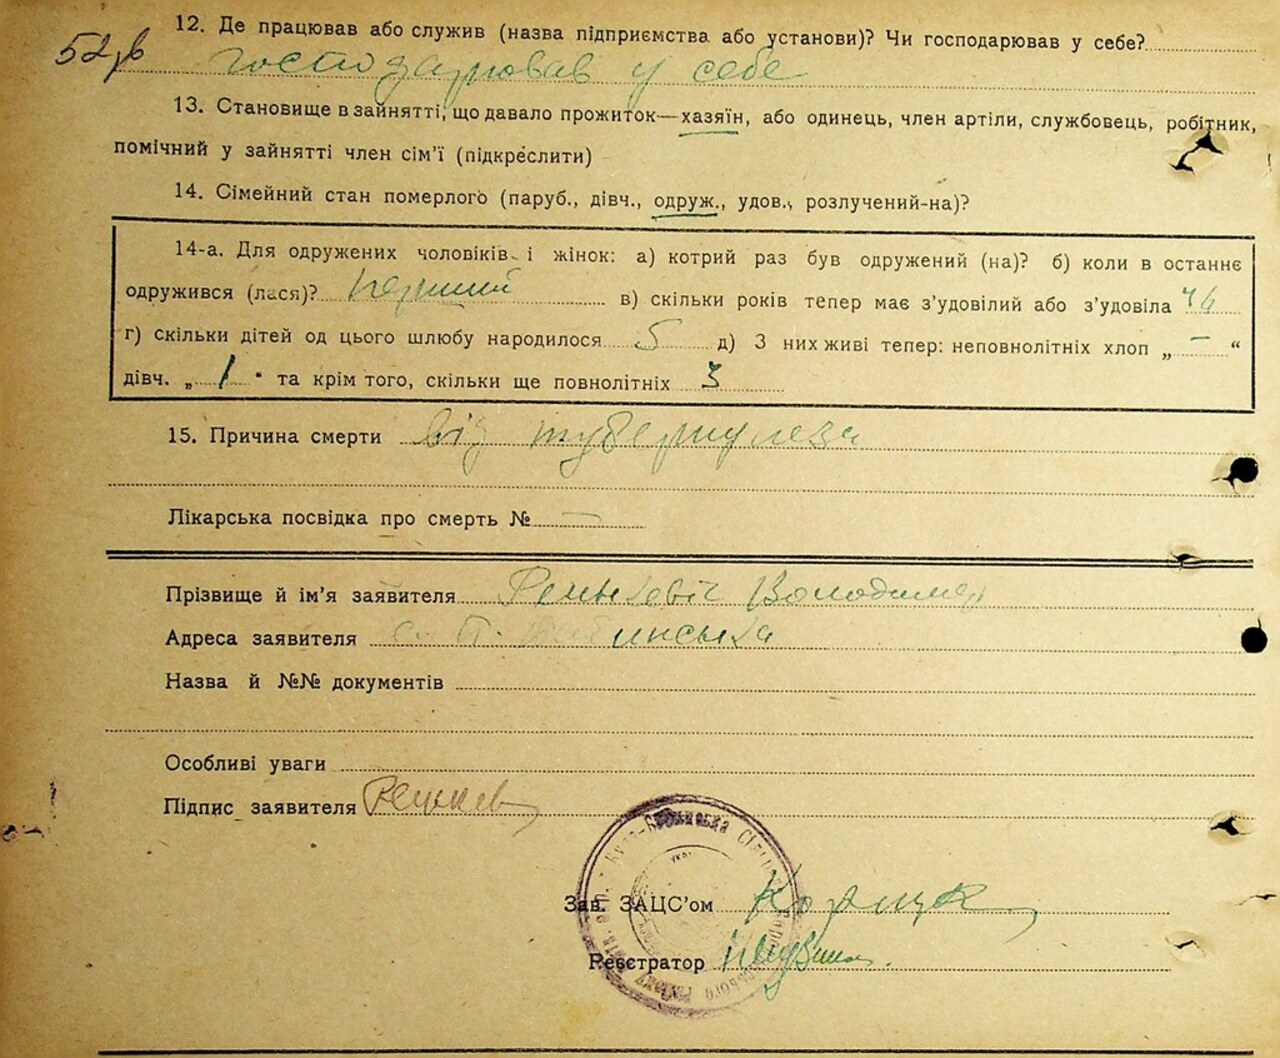 52зв
12. Де працював або служив (назва підприємства або установи)? Чи господарював у себе?
господарював у себе
13. Становище в зайнятті, що давало прожиток—хазяїн, або одинець, член артіли, службовець, робітник,
помічний у зайнятті член сім'ї (підкреслити)
14. Сімейний стан померлого (паруб., дівч., одруж., удов., розлучений-на)?
14-а. Для одружених чоловіків і жінок: а) котрий раз був одружений (на)? б) коли в останнє
одружився (лася)? перший в) скільки років тепер має з'удовілий або з'удовіла
г) скільки дітей од цього шлюбу народилося 5 д) З них живі тепер: неповнолітніх хлоп „ — “
дівч. „ 1 “ та крім того, скільки ще повнолітніх 3
15. Причина смерти від туберкулеза
Лікарська посвідка про смерть № —
Прізвище й ім'я заявителя Володимер
Адреса заявителя с.
Назва й №№ документів
Особливі уваги
Підпис заявителя
Зав. ЗАЦС'ом
Реєстратор